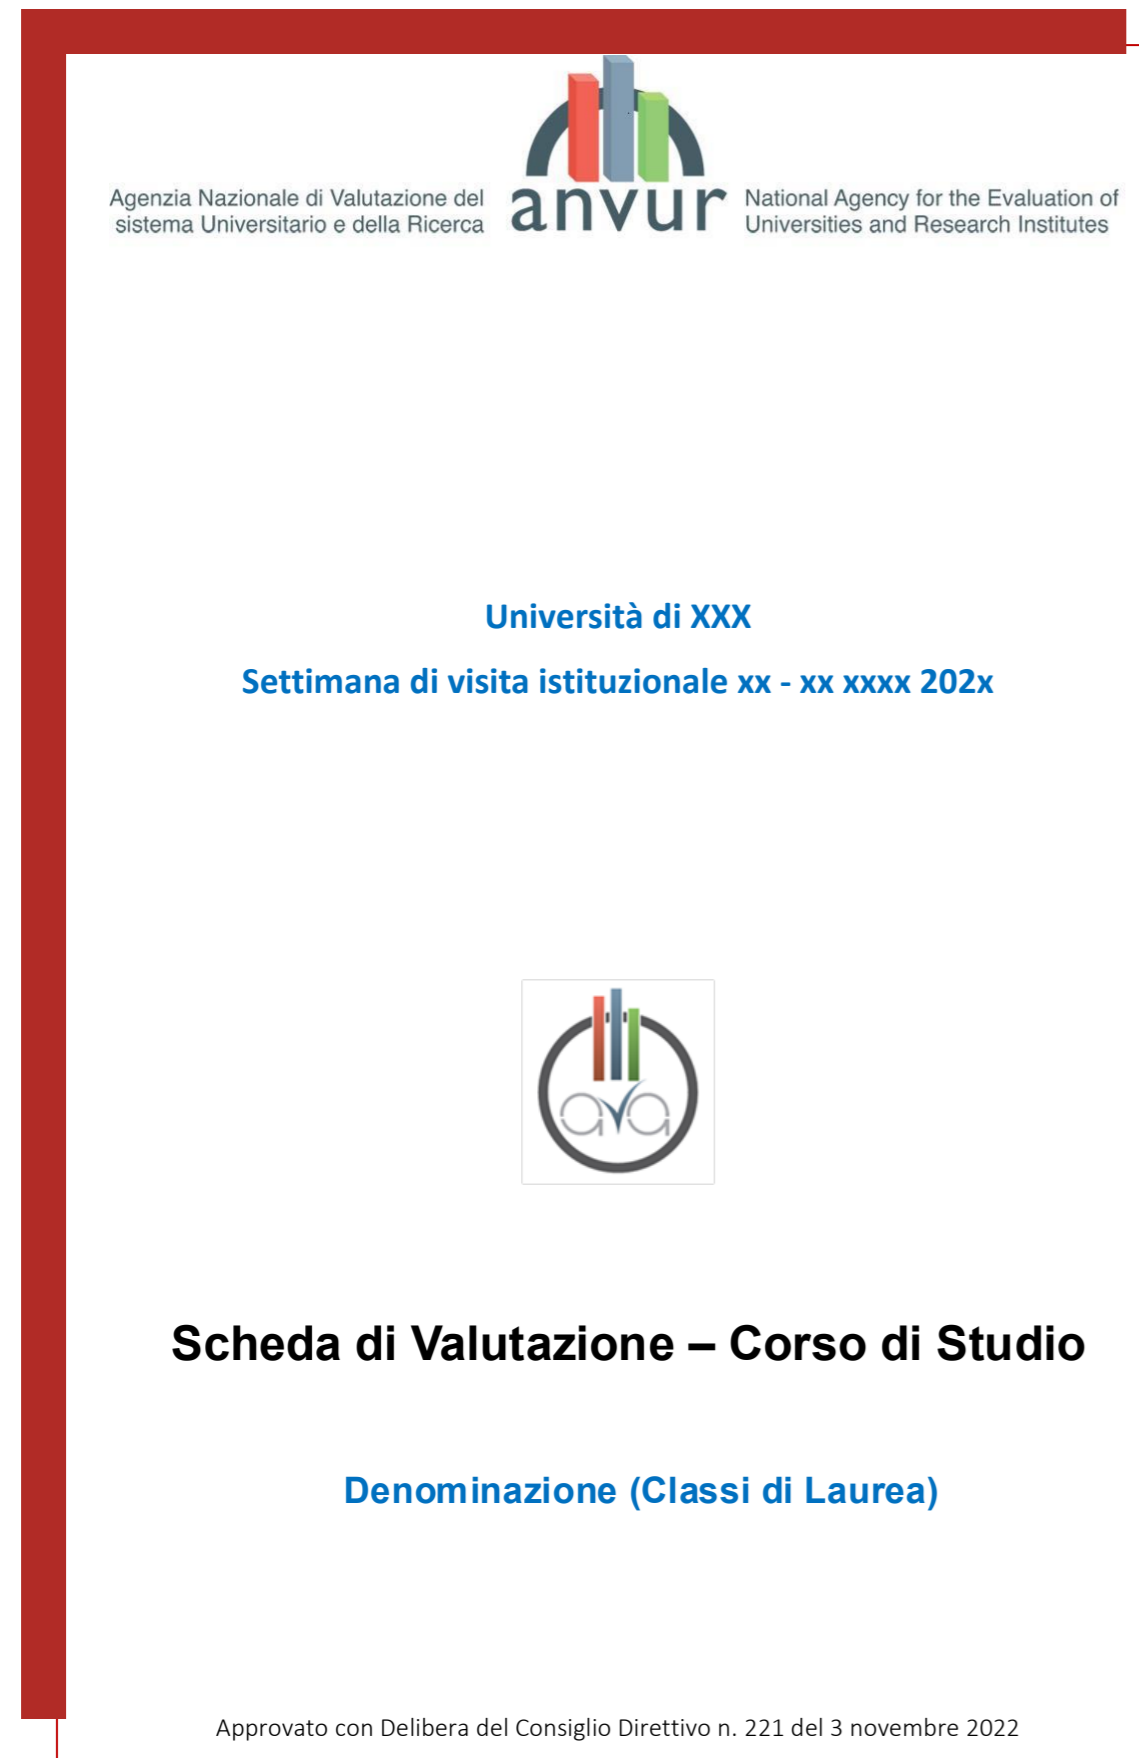 Agenzia Nazionale di Valutazione del
sistema Universitario e della Ricerca
anvur
National Agency for the Evaluation of
Universities and Research Institutes
Università di XXX
Settimana di visita istituzionale xx - xx xxxx 202x
ava
Scheda di Valutazione – Corso di Studio
Denominazione (Classi di Laurea)
Approvato con Delibera del Consiglio Direttivo n. 221 del 3 novembre 2022